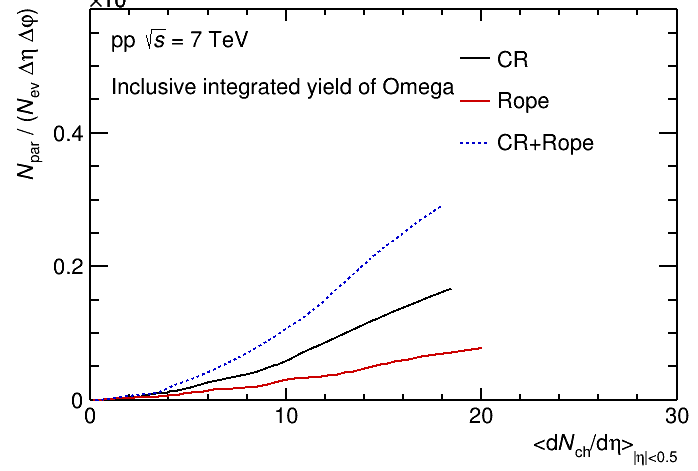 pp √s = 7 TeV
Inclusive integrated yield of Omega
CR
Rope
CR+Rope
N_par / (N_ev Δη Δφ)
0.4
0.2
0
0 10 20 30
<dN_ch/dη>_|η|<0.5